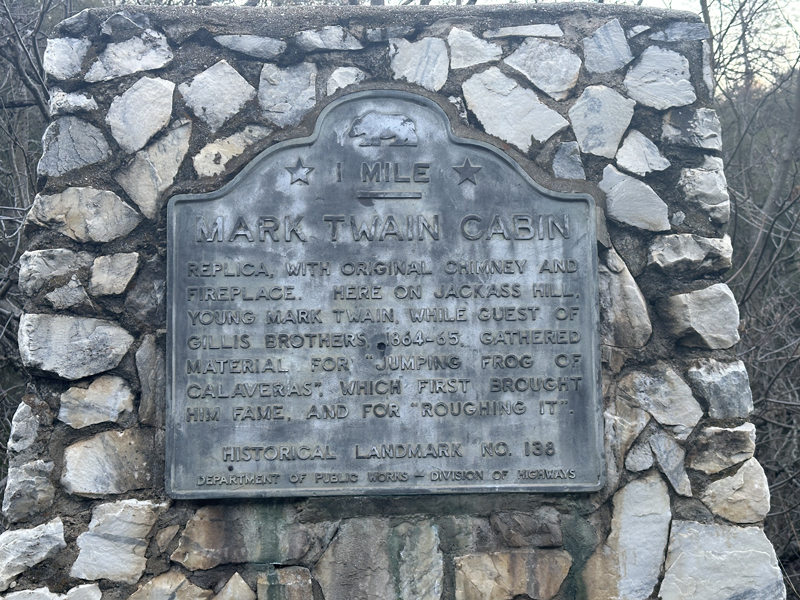 1 MILE
MARK TWAIN CABIN
REPLICA, WITH ORIGINAL CHIMNEY AND
FIREPLACE. HERE ON JACKASS HILL,
YOUNG MARK TWAIN, WHILE GUEST OF
GILLIS BROTHERS, 1864-65, GATHERED
MATERIAL FOR "JUMPING FROG OF
CALAVERAS", WHICH FIRST BROUGHT
HIM FAME, AND FOR "ROUGHING IT".
HISTORICAL LANDMARK NO. 138
DEPARTMENT OF PUBLIC WORKS — DIVISION OF HIGHWAYS